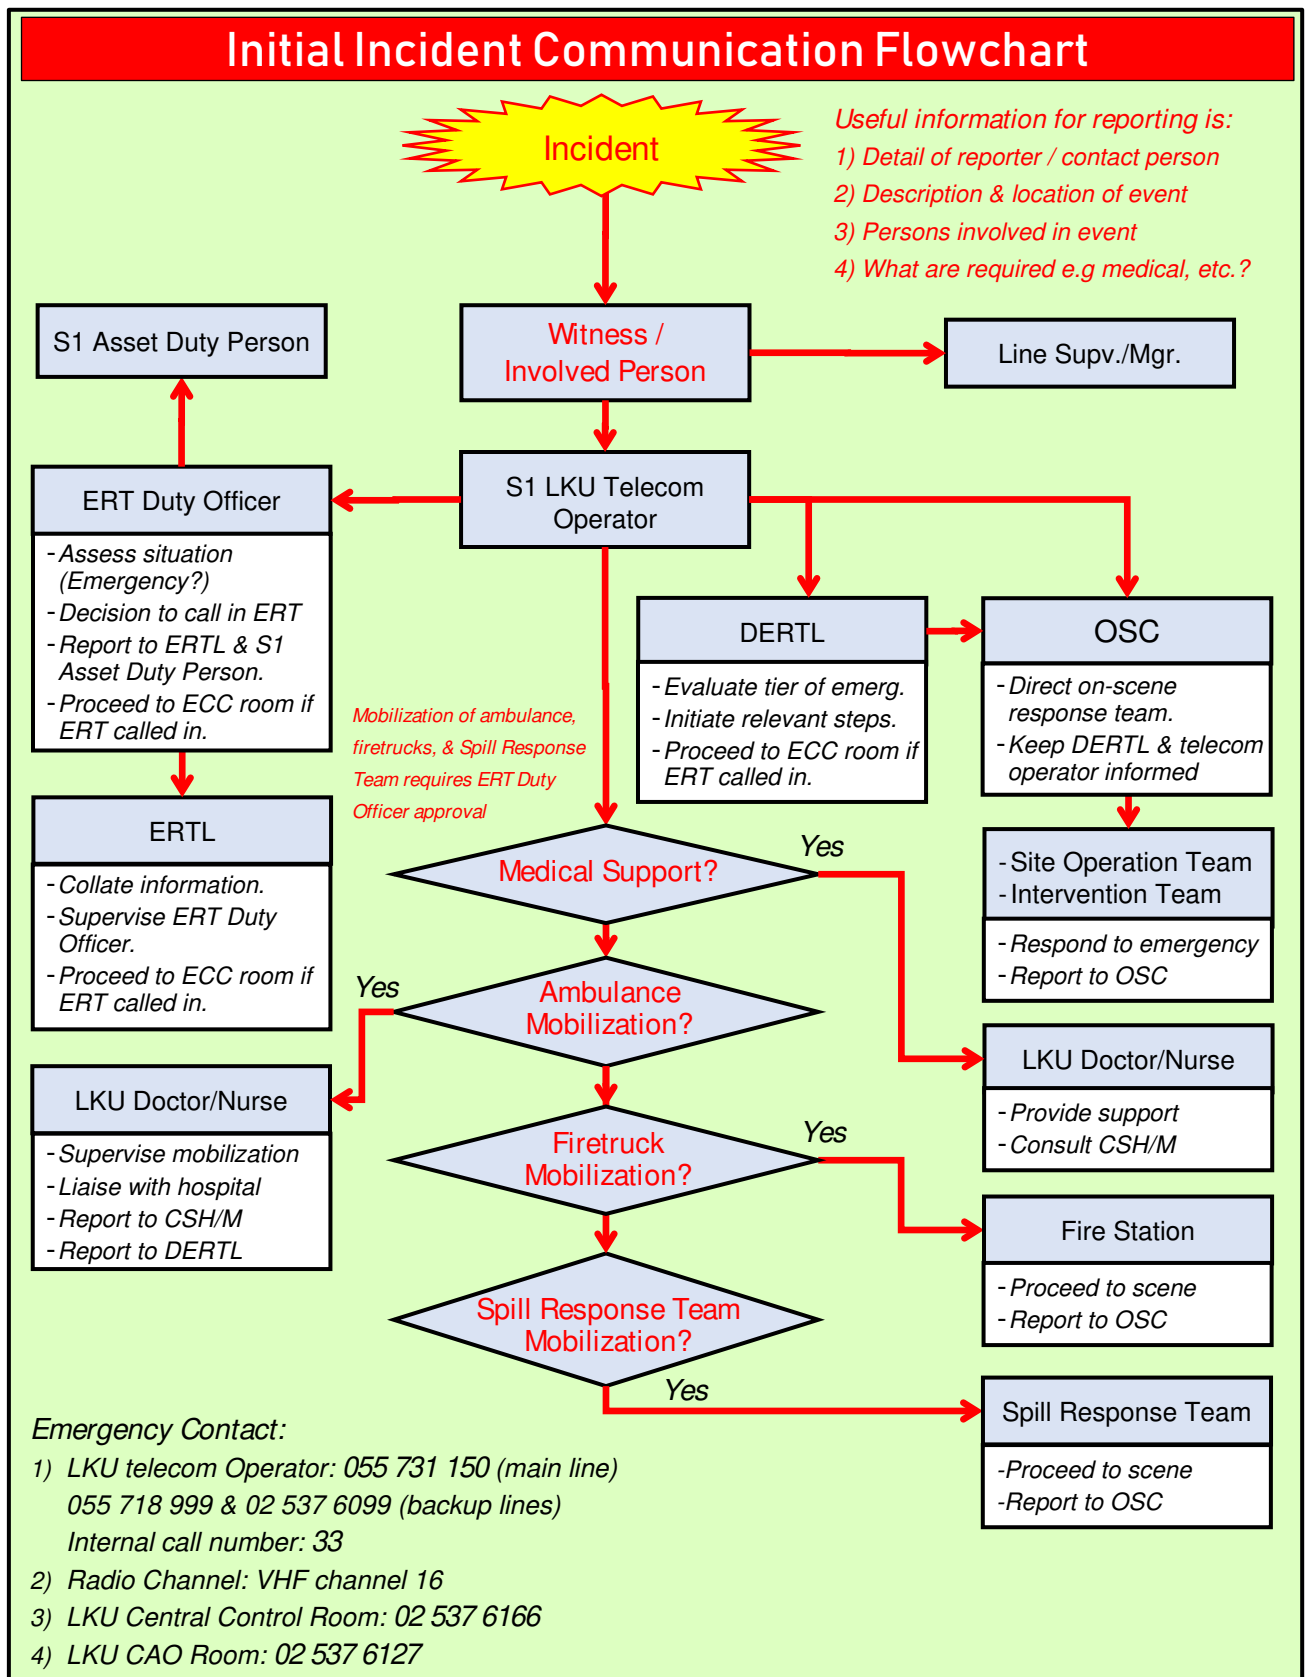 Initial Incident Communication Flowchart
Incident
Useful information for reporting is:
1) Detail of reporter / contact person
2) Description & location of event
3) Persons involved in event
4) What are required e.g medical, etc.?
S1 Asset Duty Person
Witness /
Involved Person
Line Supv./Mgr.
ERT Duty Officer
- Assess situation
(Emergency?)
- Decision to call in ERT
- Report to ERTL & S1
Asset Duty Person.
- Proceed to ECC room if
ERT called in.
S1 LKU Telecom
Operator
DERTL
- Evaluate tier of emerg.
- Initiate relevant steps.
- Proceed to ECC room if
ERT called in.
OSC
- Direct on-scene
response team.
- Keep DERTL & telecom
operator informed
Mobilization of ambulance,
firetrucks, & Spill Response
Team requires ERT Duty
Officer approval
ERTL
- Collate information.
- Supervise ERT Duty
Officer.
- Proceed to ECC room if
ERT called in.
Medical Support?
Yes
- Site Operation Team
- Intervention Team
- Respond to emergency
- Report to OSC
Ambulance
Mobilization?
Yes
LKU Doctor/Nurse
- Supervise mobilization
- Liaise with hospital
- Report to CSH/M
- Report to DERTL
LKU Doctor/Nurse
- Provide support
- Consult CSH/M
Firetruck
Mobilization?
Yes
Fire Station
- Proceed to scene
- Report to OSC
Spill Response Team
Mobilization?
Yes
Spill Response Team
-Proceed to scene
-Report to OSC
Emergency Contact:
1) LKU telecom Operator: 055 731 150 (main line)
055 718 999 & 02 537 6099 (backup lines)
Internal call number: 33
2) Radio Channel: VHF channel 16
3) LKU Central Control Room: 02 537 6166
4) LKU CAO Room: 02 537 6127